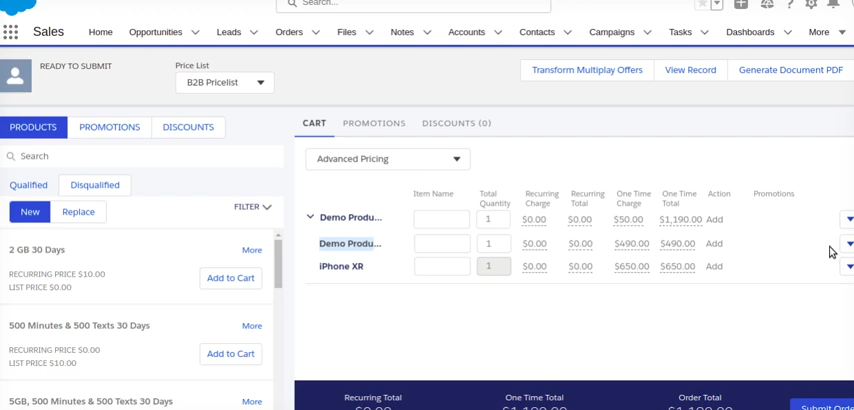 Search...
Sales
Home
Opportunities
Leads
Orders
Files
Notes
Accounts
Contacts
Campaigns
Tasks
Dashboards
More
READY TO SUBMIT
Price List
B2B Pricelist
Transform Multiplay Offers
View Record
Generate Document PDF
PRODUCTS
PROMOTIONS
DISCOUNTS
Search
Qualified
Disqualified
New
Replace
FILTER
2 GB 30 Days
More
RECURRING PRICE $10.00
LIST PRICE $0.00
Add to Cart
500 Minutes & 500 Texts 30 Days
More
RECURRING PRICE $0.00
LIST PRICE $10.00
Add to Cart
5GB, 500 Minutes & 500 Texts 30 Days
More
CART
PROMOTIONS
DISCOUNTS (0)
Advanced Pricing
Item Name
Total Quantity
Recurring Charge
Recurring Total
One Time Charge
One Time Total
Action
Promotions
Demo Produ...
1
$0.00
$0.00
$50.00
$1,190.00
Add
Demo Produ...
1
$0.00
$0.00
$490.00
$490.00
Add
iPhone XR
1
$0.00
$0.00
$650.00
$650.00
Add
Recurring Total
One Time Total
Order Total
Submit Order